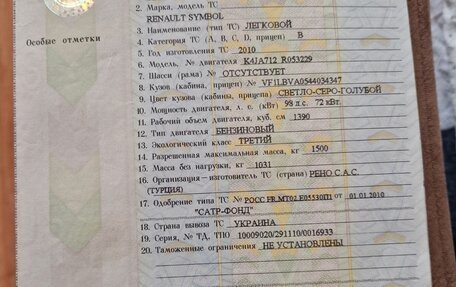 Особые отметки
2. Марка, модель ТС
RENAULT SYMBOL
3. Наименование (тип ТС) ЛЕГКОВОЙ
4. Категория ТС (А, В, С, D, прицеп) В
5. Год изготовления ТС 2010
6. Модель, № двигателя K4JA712 R053229
7. Шасси (рама) № ОТСУТСТВУЕТ
8. Кузов (кабина, прицеп) № VF1LBVA0544034347
9. Цвет кузова (кабины, прицепа) СВЕТЛО-СЕРО-ГОЛУБОЙ
10. Мощность двигателя, л. с. (кВт) 98 л.с. 72 кВт.
11. Рабочий объем двигателя, куб. см 1390
12. Тип двигателя БЕНЗИНОВЫЙ
13. Экологический класс ТРЕТИЙ
14. Разрешенная максимальная масса, кг 1500
15. Масса без нагрузки, кг 1031
16. Организация—изготовитель ТС (страна) РЕНО С.А.С.
(ТУРЦИЯ)
17. Одобрение типа ТС № РОСС FR.MT02.E05330П1 от 01.01.2010
"САТР-ФОНД"
18. Страна вывоза ТС УКРАИНА
19. Серия, № ТД, ТПО 10009020/291110/0016933
20. Таможенные ограничения НЕ УСТАНОВЛЕНЫ